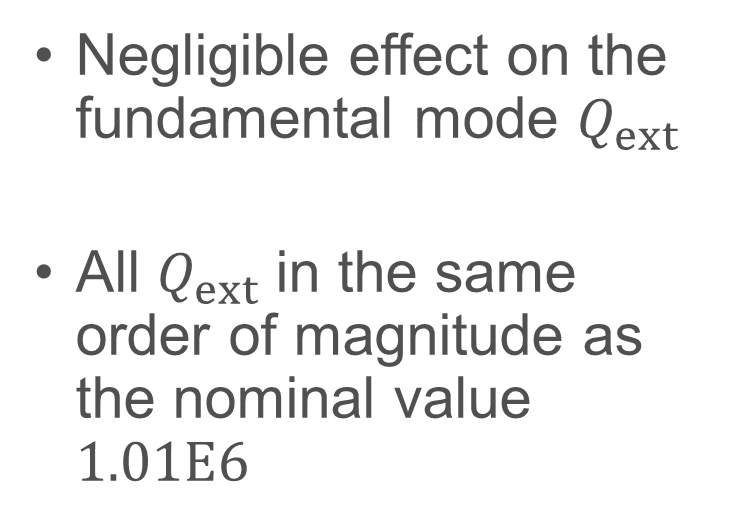 • Negligible effect on the
fundamental mode Qext
• All Qext in the same
order of magnitude as
the nominal value
1.01E6